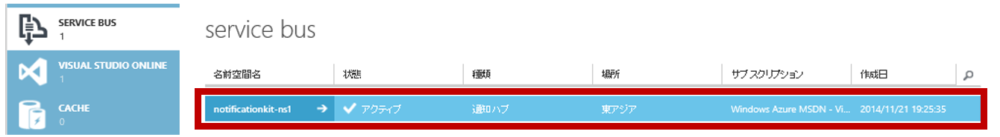 SERVICE BUS
1
VISUAL STUDIO ONLINE
1
CACHE
0
service bus
名前空間名 状態 種類 場所 サブスクリプション 作成日
notificationkit-ns1 アクティブ 通知ハブ 東アジア Windows Azure MSDN - Vi... 2014/11/21 19:25:35